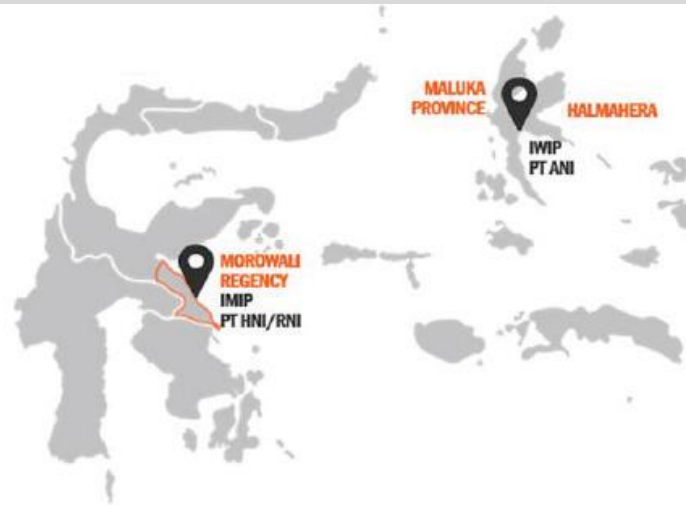 MALUKA
PROVINCE
HALMAHERA
IWIP
PT ANI
MOROWALI
REGENCY
IMIP
PT HNI/RNI